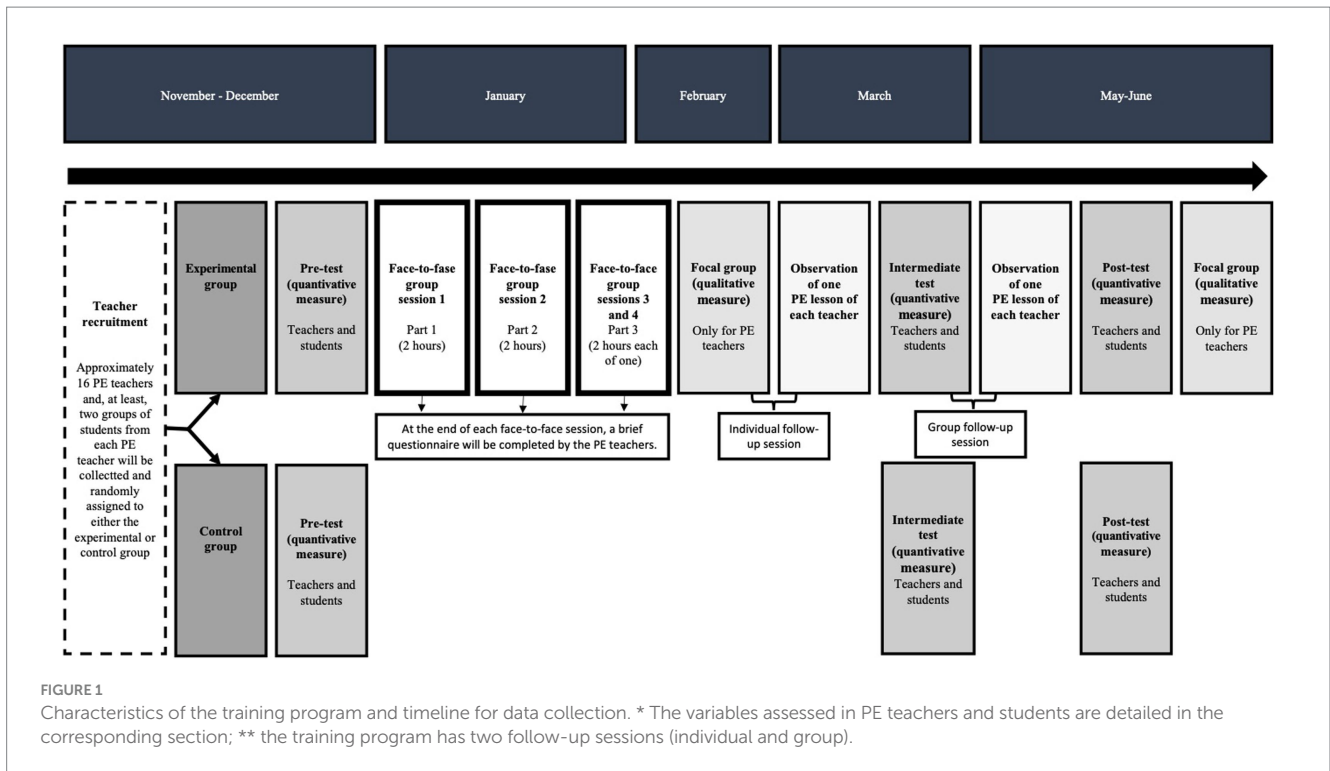 November - December
January
February
March
May-June
Teacher
recruitment
Approximately
16 PE teachers
and, at least,
two groups of
students from
each PE
teacher will be
collectted and
randomly
assigned to
either the
experimental or
control group
Experimental
group
Pre-test
(quantivative
measure)
Teachers and
students
Face-to-fase
group
session 1
Part 1
(2 hours)
Face-to-fase
group
session 2
Part 2
(2 hours)
Face-to-face
group
sessions 3
and 4
Part 3
(2 hours each
of one)
Focal group
(qualitative
measure)
Only for PE
teachers
Observation
of one
PE lesson of
each teacher
Intermediate
test
(quantivative
measure)
Teachers and
students
Observation
of one
PE lesson of
each teacher
Post-test
(quantivative
measure)
Teachers and
students
Focal group
(qualitative
measure)
Only for PE
teachers
At the end of each face-to-face session, a brief
questionnaire will be completed by the PE teachers.
Individual follow-
up session
Group follow-up
session
Control
group
Pre-test
(quantivative
measure)
Teachers and
students
Intermediate
test
(quantivative
measure)
Teachers and
students
Post-test
(quantivative
measure)
Teachers and
students
FIGURE 1
Characteristics of the training program and timeline for data collection. * The variables assessed in PE teachers and students are detailed in the
corresponding section; ** the training program has two follow-up sessions (individual and group).